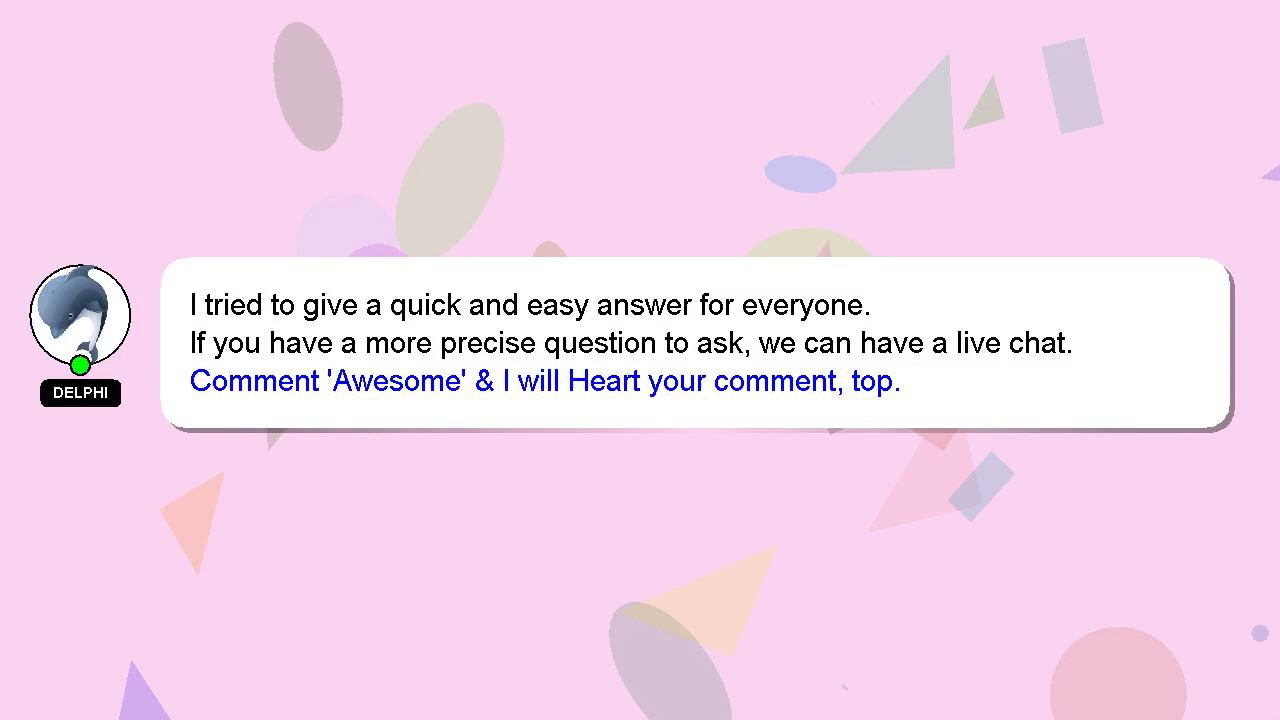 I tried to give a quick and easy answer for everyone.
If you have a more precise question to ask, we can have a live chat.
Comment 'Awesome' & I will Heart your comment, top.
DELPHI